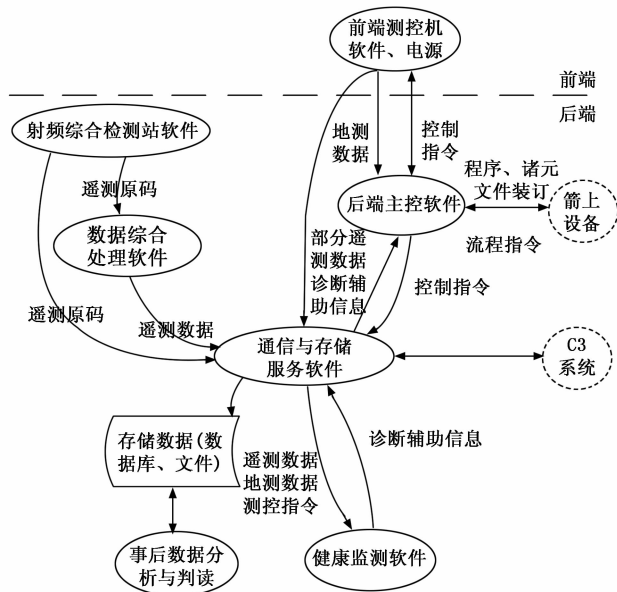 前端测控机
软件、电源
前端
后端
射频综合检测站软件
地测
数据
控制
指令
程序、诸元
文件装订
遥测原码
后端主控软件
箭上
设备
数据综合
处理软件
部分遥
测数据
诊断辅
助信息
流程指令
控制指令
遥测原码
遥测数据
通信与存储
服务软件
C3
系统
存储数据(数
据库、文件)
遥测数据
地测数据
测控指令
诊断辅助信息
事后数据分
析与判读
健康监测软件